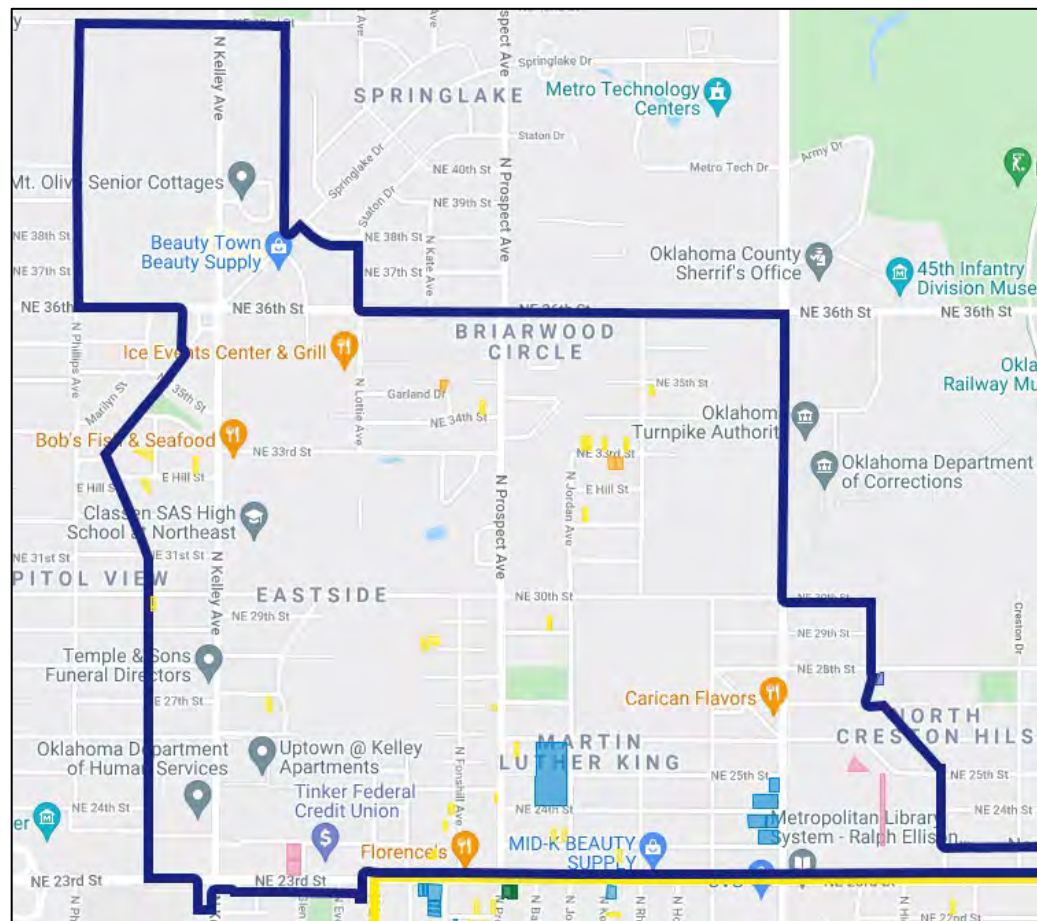 N Kelley Ave
N Prospect Ave
Springlake Dr
SPRINGLAKE
Metro Technology
Centers
Staton Dr
Army Dr
Springlake Dr
NE 40th St
Metro Tech Dr
Mt. Olive Senior Cottages
Staton Dr
NE 39th St
N Prospect Ave
NE 38th St
Beauty Town
Beauty Supply
NE 38th St
N Kate Ave
Oklahoma County
Sherrif's Office
NE 37th St
NE 37th St
45th Infantry
Division Muse
NE 36th
NE 36th St
NE 36th St
NE 36th St
NE 36th St
N Phillips Ave
BRIARWOOD
CIRCLE
Ice Events Center & Grill
Railway Mu
N Lottie Ave
NE 35th St
NE 35th St
Marilyn St
Garland Dr
NE 34th St
Turnpike Authorit
Bob's Fish & Seafood
NE 33rd St
NE 33rd St
Oklahoma Department
of Corrections
E Hill St
E Hill St
E Hill St
N Prospect Ave
N Jordan Ave
Classen SAS High
School at Northeast
NE 31st St
NE 31st St
PITOL VIEW
N Kelley Ave
EASTSIDE
NE 30th St
NE 29th St
NE 29th St
Creston Dr
Temple & Sons
Funeral Directors
NE 28th St
NE 27th St
Carican Flavors
NORTH
CRESTON HILS
MARTIN
LUTHER KING
Oklahoma Department
of Human Services
Uptown @ Kelley
Apartments
N Fonshill Ave
NE 25th St
NE 25th St
NE 24th St
Tinker Federal
Credit Union
NE 24th St
NE 24th St
Metropolitan Library
System - Ralph Ellison...
Florence's
MID-K BEAUTY
SUPPLY
NE 23rd St
NE 23rd St
NE 22nd St